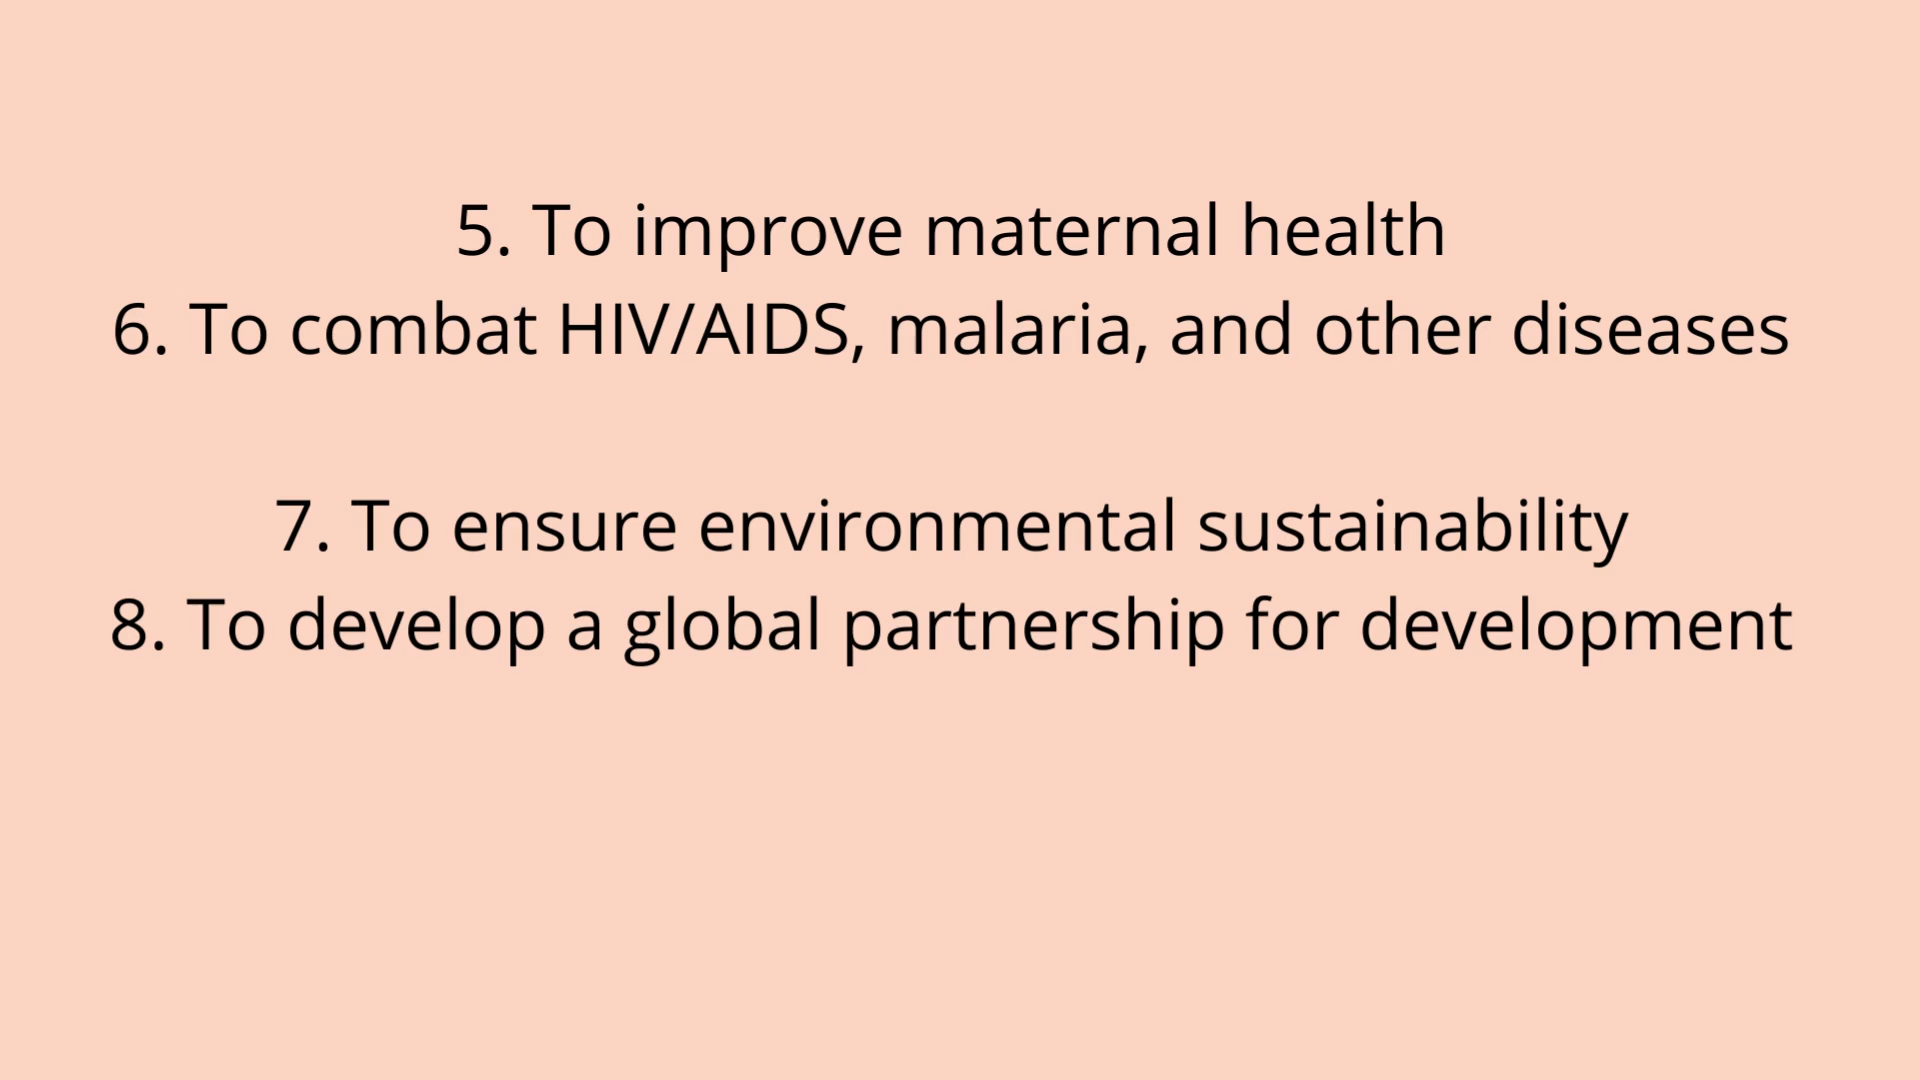 5. To improve maternal health
6. To combat HIV/AIDS, malaria, and other diseases
7. To ensure environmental sustainability
8. To develop a global partnership for development